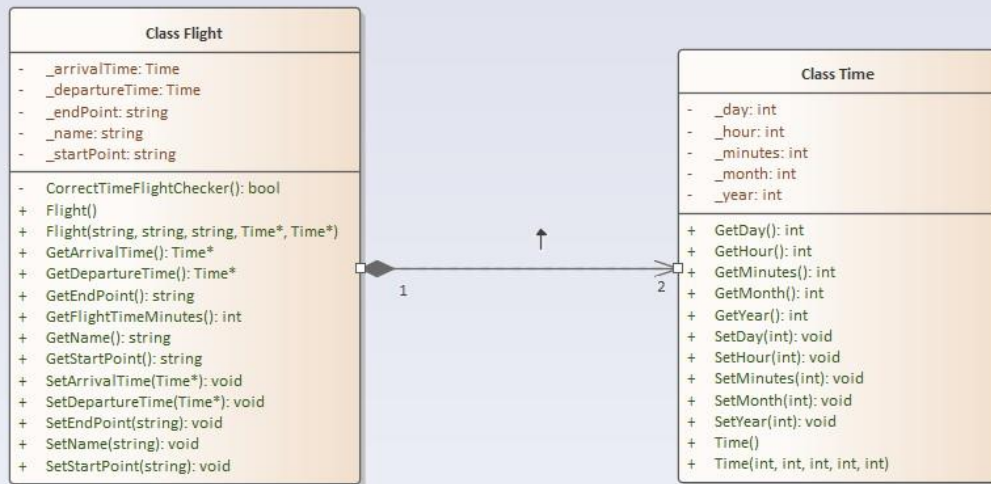 Class Flight
- _arrivalTime: Time
- _departureTime: Time
- _endPoint: string
- _name: string
- _startPoint: string
- CorrectTimeFlightChecker(): bool
+ Flight()
+ Flight(string, string, string, Time*, Time*)
+ GetArrivalTime(): Time*
+ GetDepartureTime(): Time*
+ GetEndPoint(): string
+ GetFlightTimeMinutes(): int
+ GetName(): string
+ GetStartPoint(): string
+ SetArrivalTime(Time*): void
+ SetDepartureTime(Time*): void
+ SetEndPoint(string): void
+ SetName(string): void
+ SetStartPoint(string): void
1
2
Class Time
- _day: int
- _hour: int
- _minutes: int
- _month: int
- _year: int
+ GetDay(): int
+ GetHour(): int
+ GetMinutes(): int
+ GetMonth(): int
+ GetYear(): int
+ SetDay(int): void
+ SetHour(int): void
+ SetMinutes(int): void
+ SetMonth(int): void
+ SetYear(int): void
+ Time()
+ Time(int, int, int, int, int)